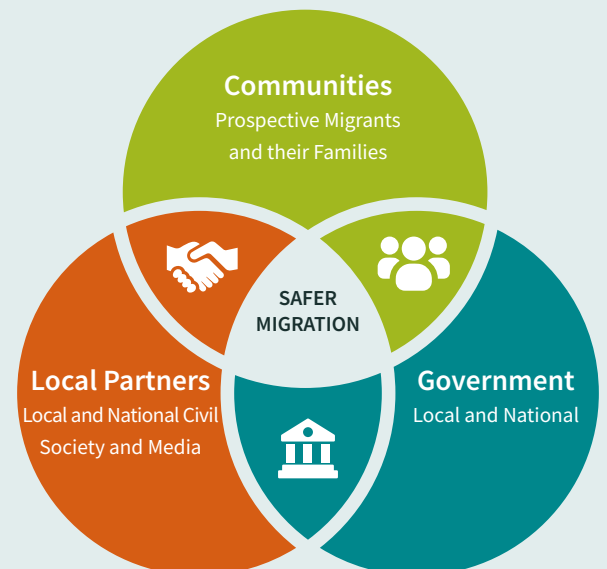 Communities
Prospective Migrants
and their Families
SAFER
MIGRATION
Local Partners
Local and National Civil
Society and Media
Government
Local and National